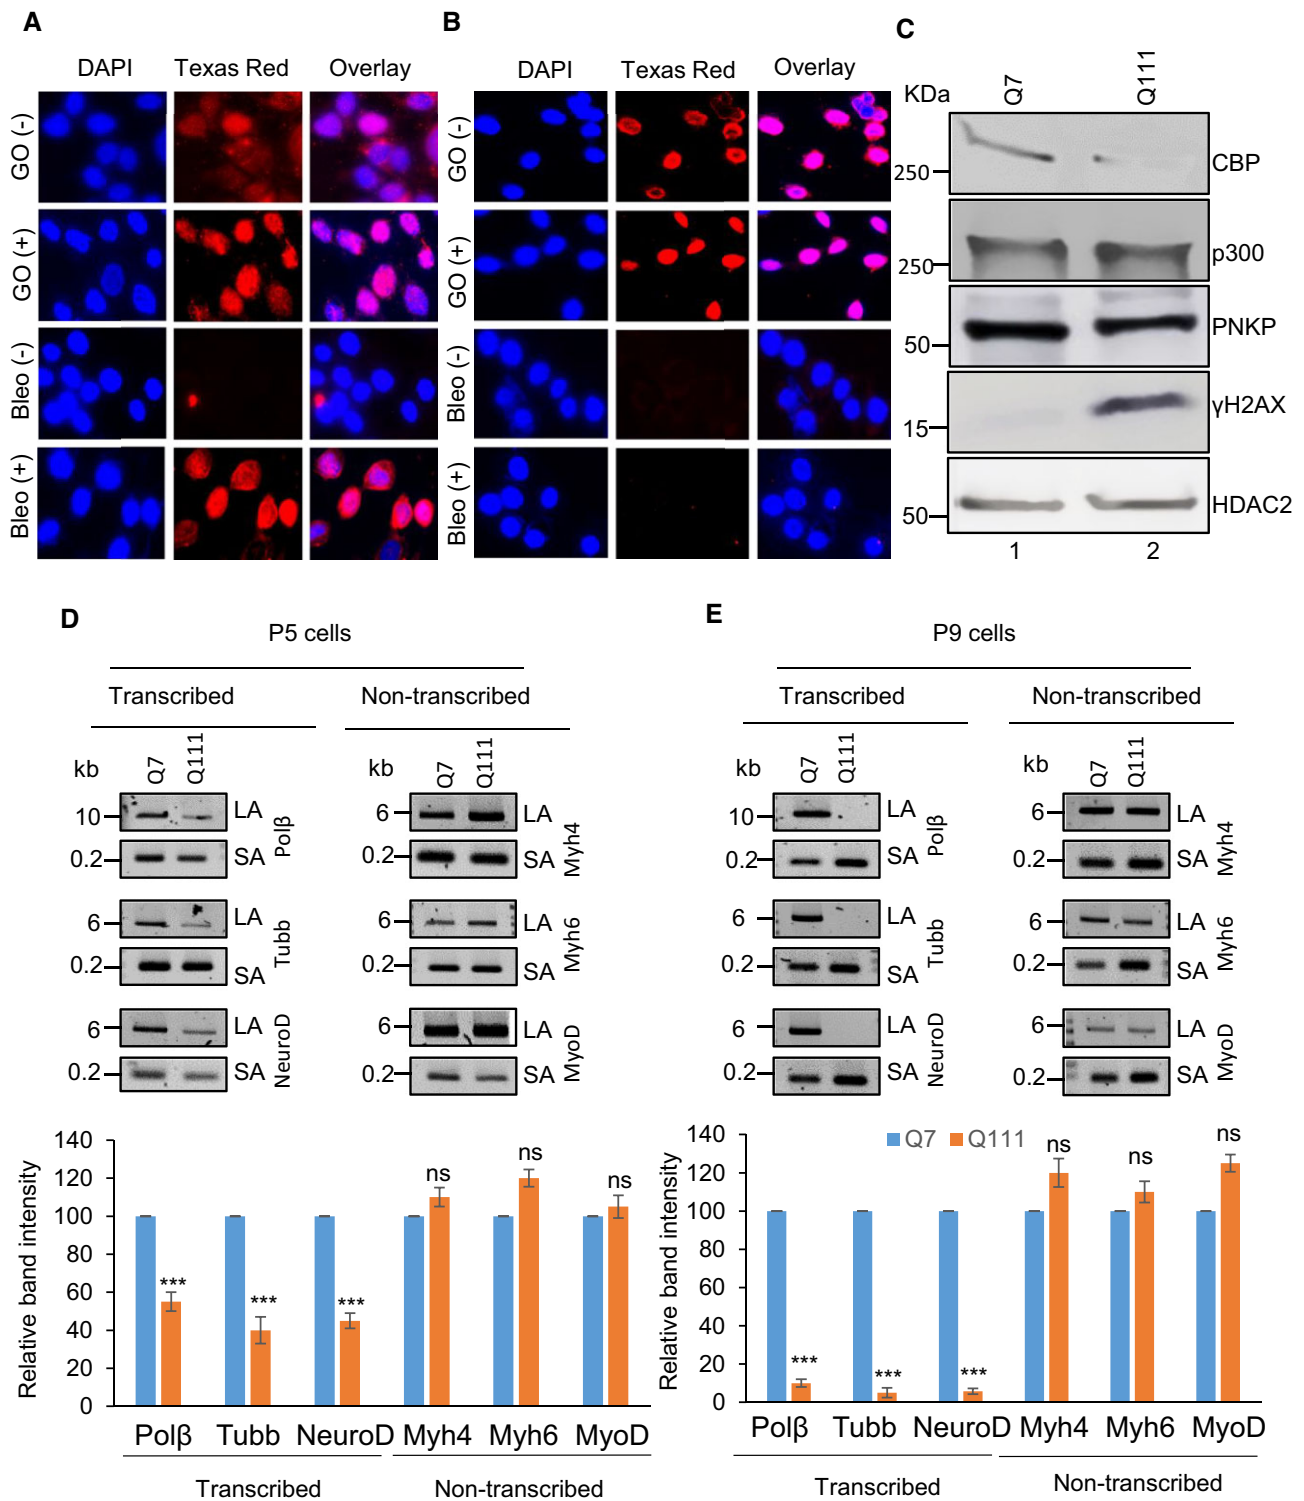 A
DAPI Texas Red Overlay
GO (-)
GO (+)
Bleo (-)
Bleo (+)
B
DAPI Texas Red Overlay
GO (-)
GO (+)
Bleo (-)
Bleo (+)
C
KDa Q7 Q111
250 CBP
250 p300
50 PNKP
15 γH2AX
50 HDAC2
1 2
D
P5 cells
Transcribed Non-transcribed
kb Q7 Q111 kb Q7 Q111
10 LA 6 LA
Polβ Myh4
0.2 SA 0.2 SA
6 LA 6 LA
Tubb Myh6
0.2 SA 0.2 SA
6 LA 6 LA
NeuroD MyoD
0.2 SA 0.2 SA
140
120
100
80
60
40
20
0
Relative band intensity
*** *** *** ns ns ns
Polβ Tubb NeuroD Myh4 Myh6 MyoD
Transcribed Non-transcribed
E
P9 cells
Transcribed Non-transcribed
kb Q7 Q111 kb Q7 Q111
10 LA 6 LA
Polβ Myh4
0.2 SA 0.2 SA
6 LA 6 LA
Tubb Myh6
0.2 SA 0.2 SA
6 LA 6 LA
NeuroD MyoD
0.2 SA 0.2 SA
Q7 Q111
140
120
100
80
60
40
20
0
Relative band intensity
*** *** *** ns ns ns
Polβ Tubb NeuroD Myh4 Myh6 MyoD
Transcribed Non-transcribed